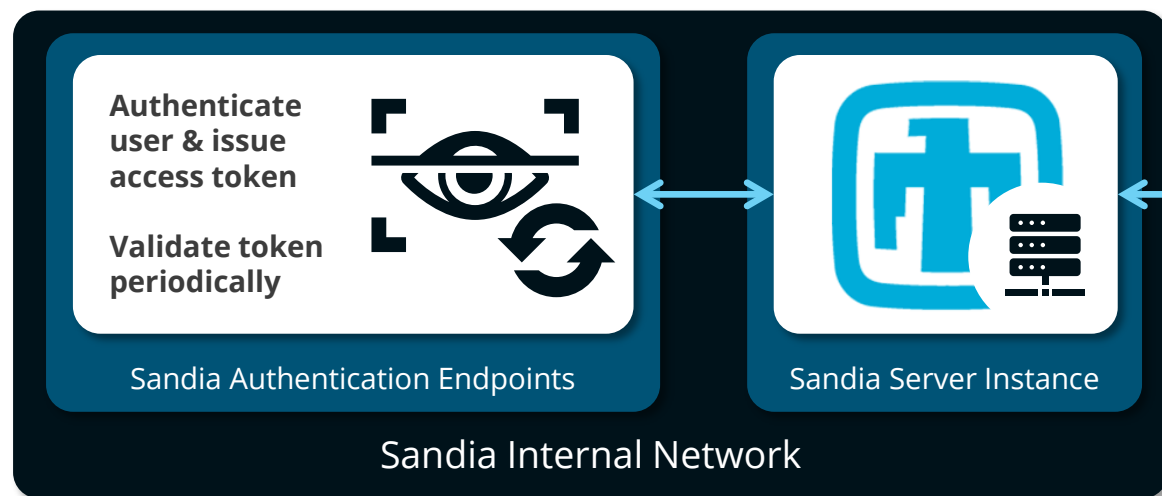 Authenticate
user & issue
access token
Validate token
periodically
Sandia Authentication Endpoints
Sandia Server Instance
Sandia Internal Network